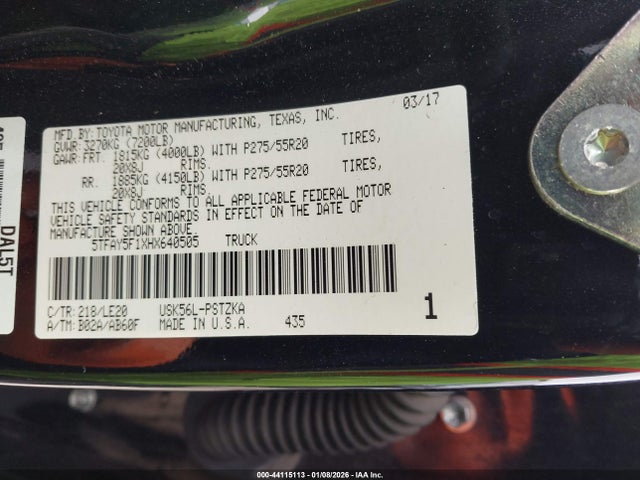 MFD.BY:TOYOTA MOTOR MANUFACTURING, TEXAS, INC. 03/17
GVWR:3270KG (7200LB)
GAWR:FRT. 1815KG (4000LB) WITH P275/55R20 TIRES,
20X8J RIMS.
RR. 1885KG (4150LB) WITH P275/55R20 TIRES,
20X8J RIMS.
THIS VEHICLE CONFORMS TO ALL APPLICABLE FEDERAL MOTOR
VEHICLE SAFETY STANDARDS IN EFFECT ON THE DATE OF
MANUFACTURE SHOWN ABOVE.
5TFAY5F1XHX640505 TRUCK
C/TR: 218/LE20 USK56L-PSTZKA
A/TM: B02A/AB60F MADE IN U.S.A. 435 1
DAL5T
000-44115113 - 01/08/2026 - IAA Inc.